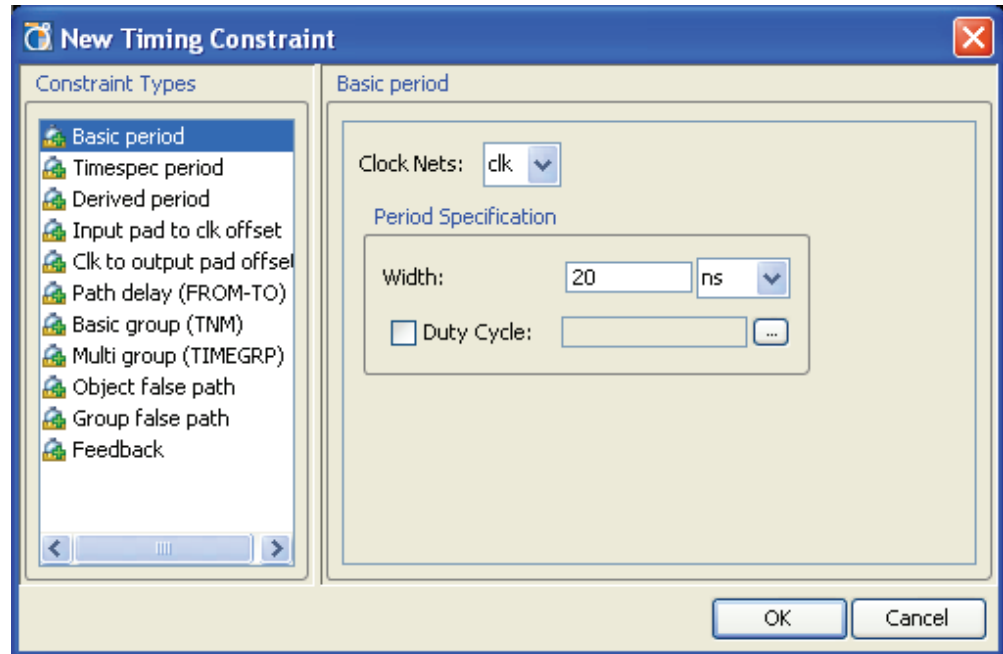 New Timing Constraint
Constraint Types
Basic period
Timespec period
Derived period
Input pad to clk offset
Clk to output pad offset
Path delay (FROM-TO)
Basic group (TNM)
Multi group (TIMEGRP)
Object false path
Group false path
Feedback
Basic period
Clock Nets: clk
Period Specification
Width: 20 ns
Duty Cycle: ...
OK Cancel